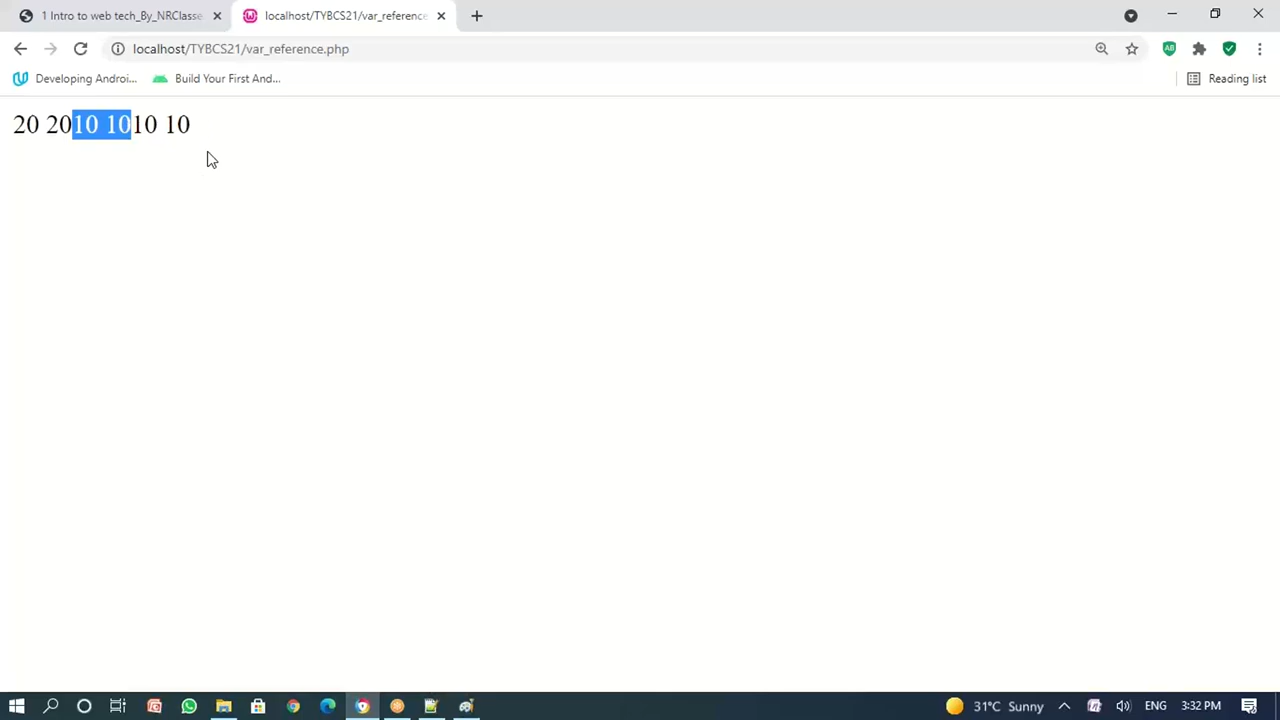 1 Intro to web tech_By_NRClasse
localhost/TYBCS21/var_reference
localhost/TYBCS21/var_reference.php
AB
Developing Androi...
Build Your First And...
Reading list
20 2010 1010 10
31°C Sunny
ENG
3:32 PM